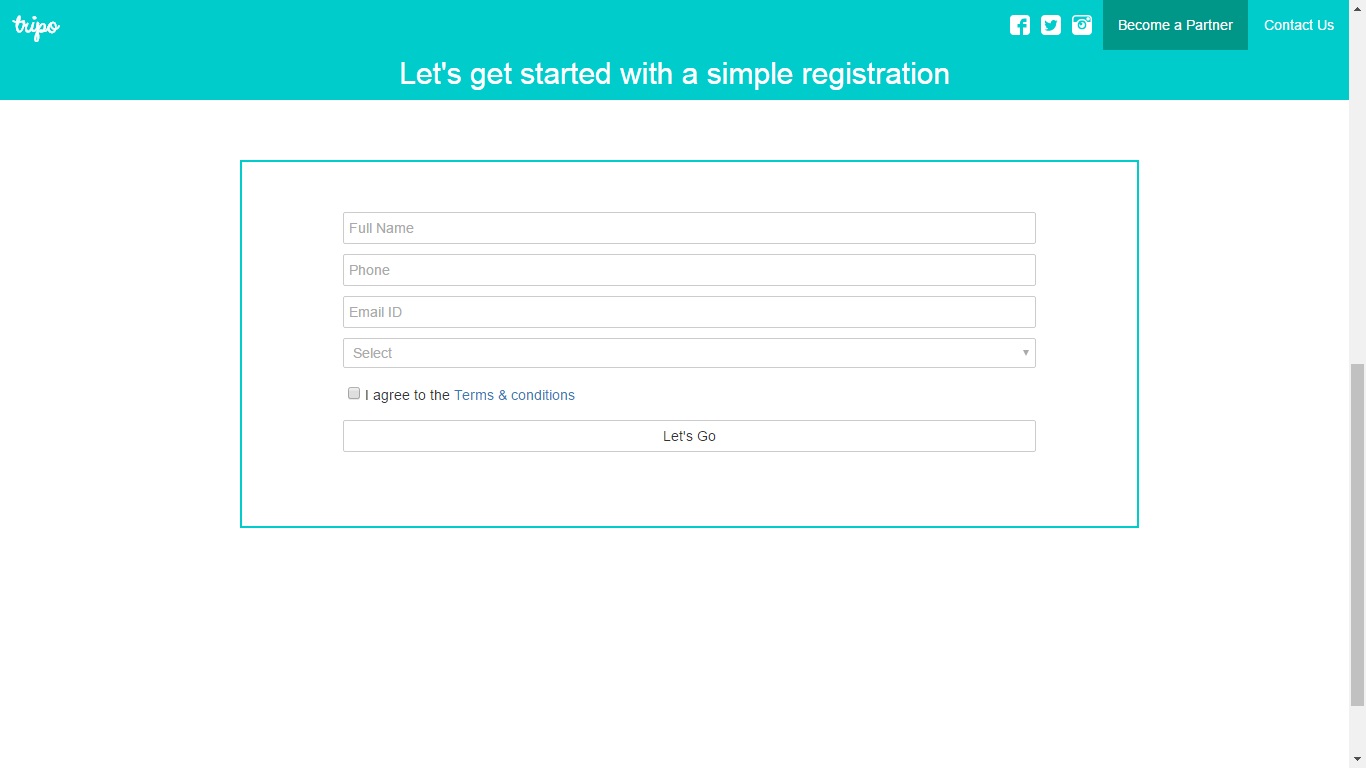 tripo
Become a Partner
Contact Us
Let's get started with a simple registration
Full Name
Phone
Email ID
Select
I agree to the Terms & conditions
Let's Go